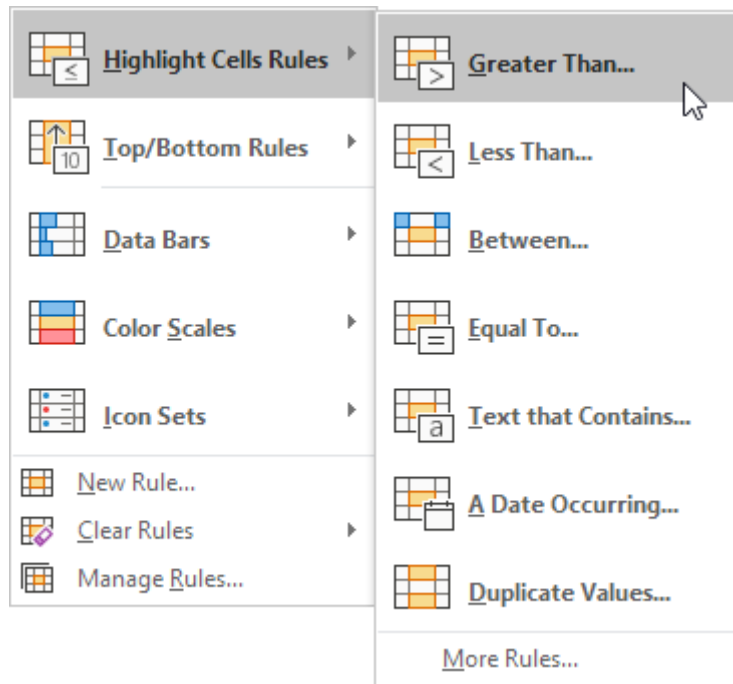 Highlight Cells Rules
Top/Bottom Rules
10
Data Bars
Color Scales
Icon Sets
New Rule...
Clear Rules
Manage Rules...
≤
Greater Than...
>
Less Than...
<
Between...
Equal To...
=
Text that Contains...
a
A Date Occurring...
Duplicate Values...
More Rules...